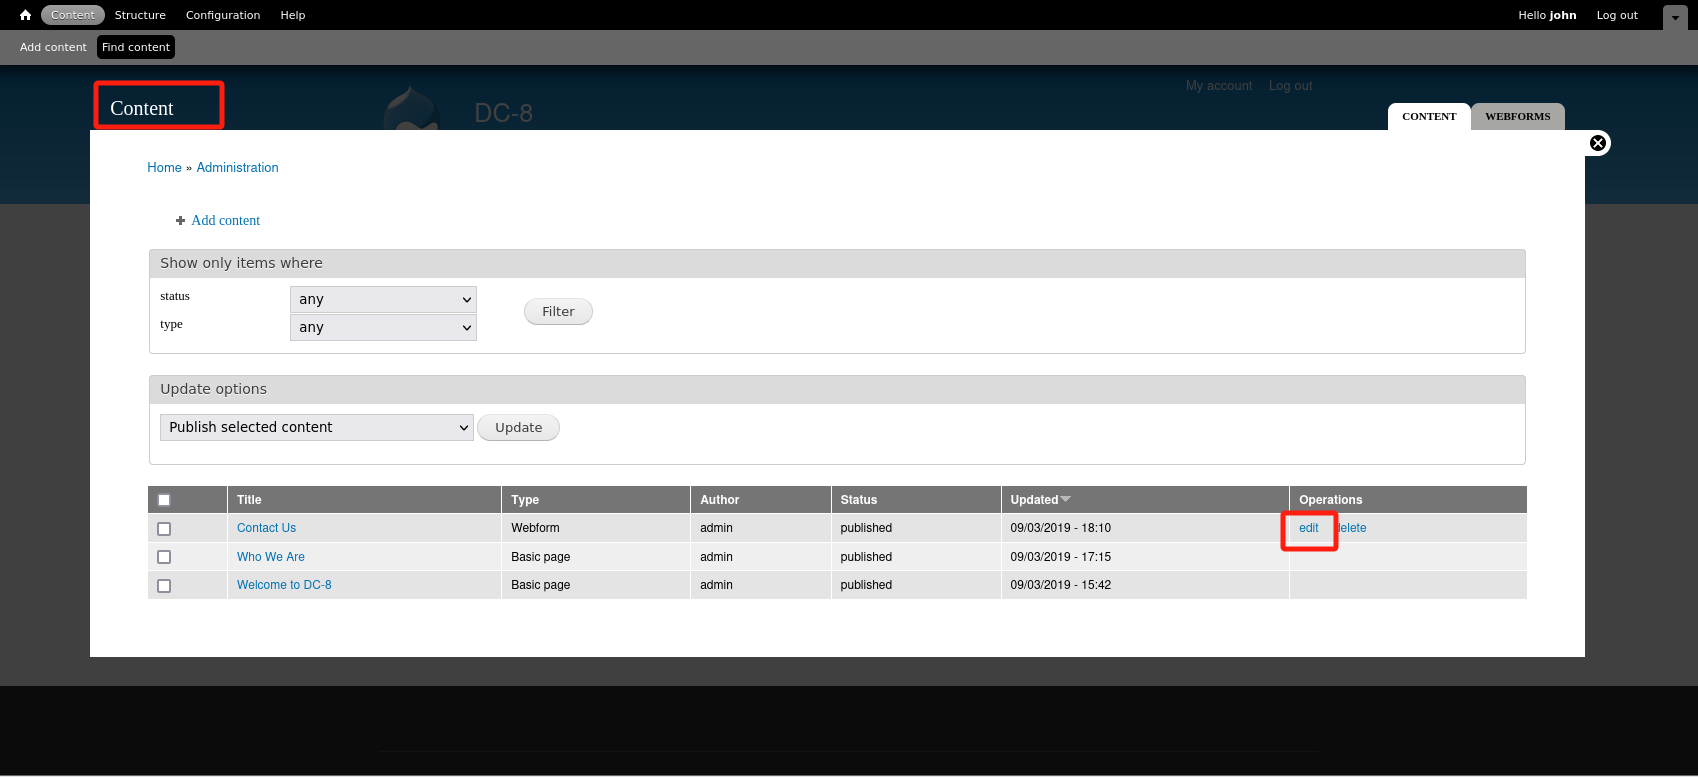 Content Structure Configuration Help Hello john Log out
Add content Find content
My account Log out
Content DC-8
CONTENT WEBFORMS
Home » Administration
Add content
Show only items where
status any
Filter
type any
Update options
Publish selected content Update
Title Type Author Status Updated Operations
Contact Us Webform admin published 09/03/2019 - 18:10 edit delete
Who We Are Basic page admin published 09/03/2019 - 17:15
Welcome to DC-8 Basic page admin published 09/03/2019 - 15:42